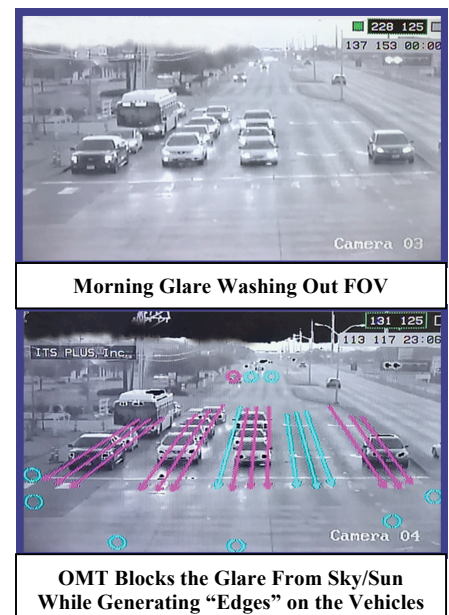 228 125
137 153 00:00
Camera 03
Morning Glare Washing Out FOV
131 125
113 117 23:06
ITS PLUS, Inc.
Camera 04
OMT Blocks the Glare From Sky/Sun
While Generating “Edges” on the Vehicles